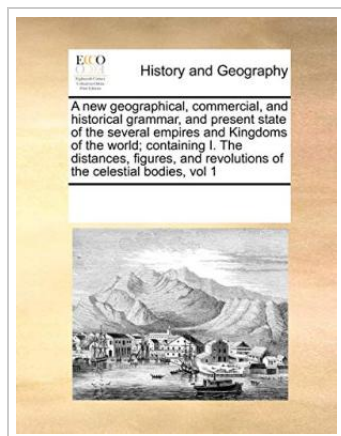 ECCO
History and Geography
A new geographical, commercial, and
historical grammar, and present state
of the several empires and Kingdoms
of the world; containing I. The
distances, figures, and revolutions of
the celestial bodies, vol 1